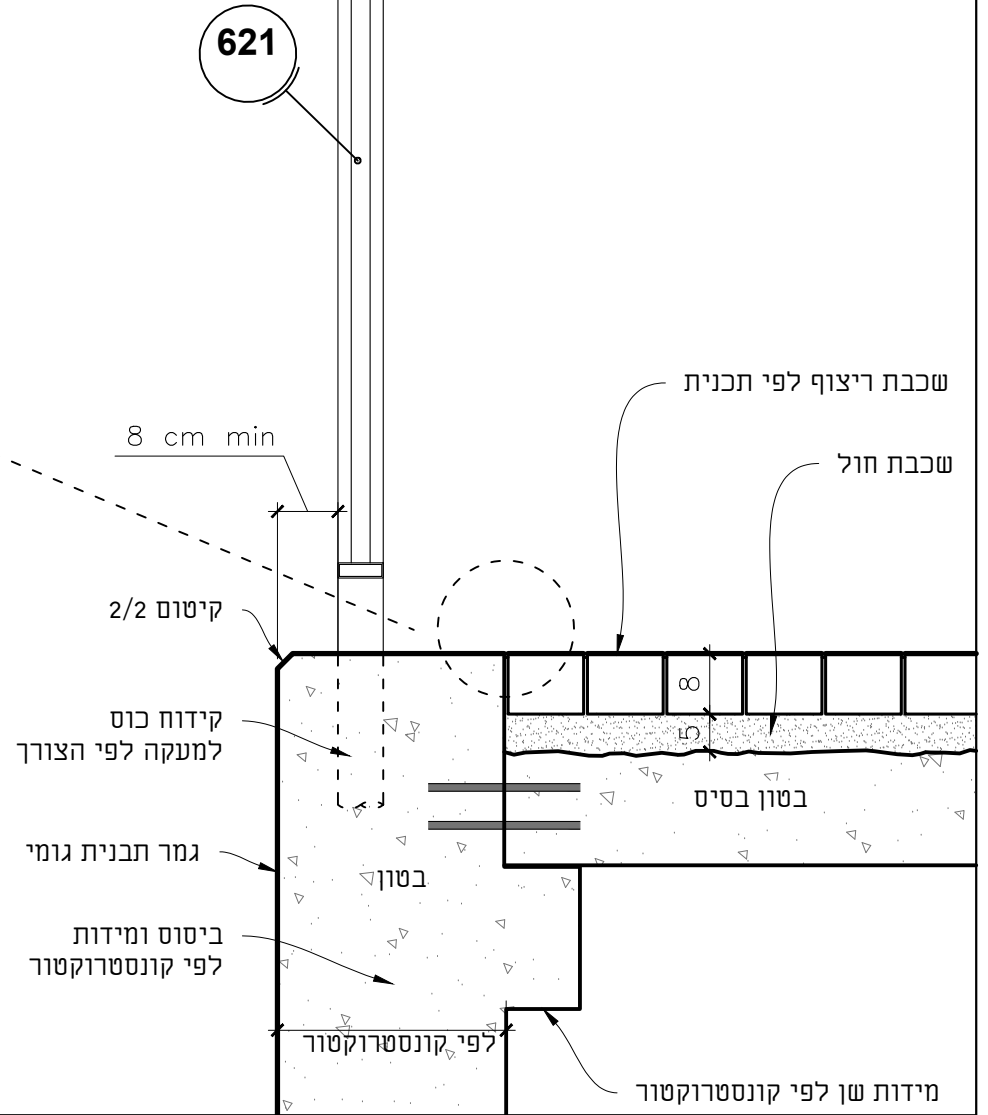 621
שכבת ריצוף לפי תכנית
8 cm min
שכבת חול
קיטום 2/2
8
קידוח כוס
למעקה לפי הצורך
5
בטון בסיס
גמר תבנית גומי
בטון
ביסוס ומידות
לפי קונסטרוקטור
לפי קונסטרוקטור
מידות שן לפי קונסטרוקטור